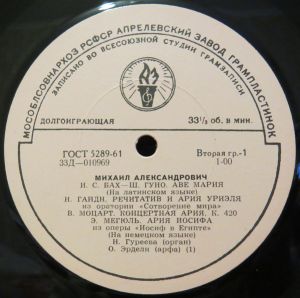 МОСОБЛСОВНАРХОЗ РСФСР АПРЕЛЕВСКИЙ ЗАВОД ГРАМПЛАСТИНОК
ЗАПИСАНО ВО ВСЕСОЮЗНОЙ СТУДИИ ГРАМЗАПИСИ
АЗ
ДОЛГОИГРАЮЩАЯ 33⅓ об. в мин.
ГОСТ 5289-61 Вторая гр.-1
33Д—010969 1-00
МИХАИЛ АЛЕКСАНДРОВИЧ
И. С. БАХ—Ш. ГУНО. АВЕ МАРИЯ
(На латинском языке)
И. ГАЙДН. РЕЧИТАТИВ И АРИЯ УРИЭЛЯ
из оратории «Сотворение мира»
В. МОЦАРТ. КОНЦЕРТНАЯ АРИЯ, К. 420
Э. МЕГЮЛЬ. АРИЯ ИОСИФА
из оперы «Иосиф в Египте»
(На немецком языке)
Н. Гуреева (орган)
О. Эрдели (арфа) (1)